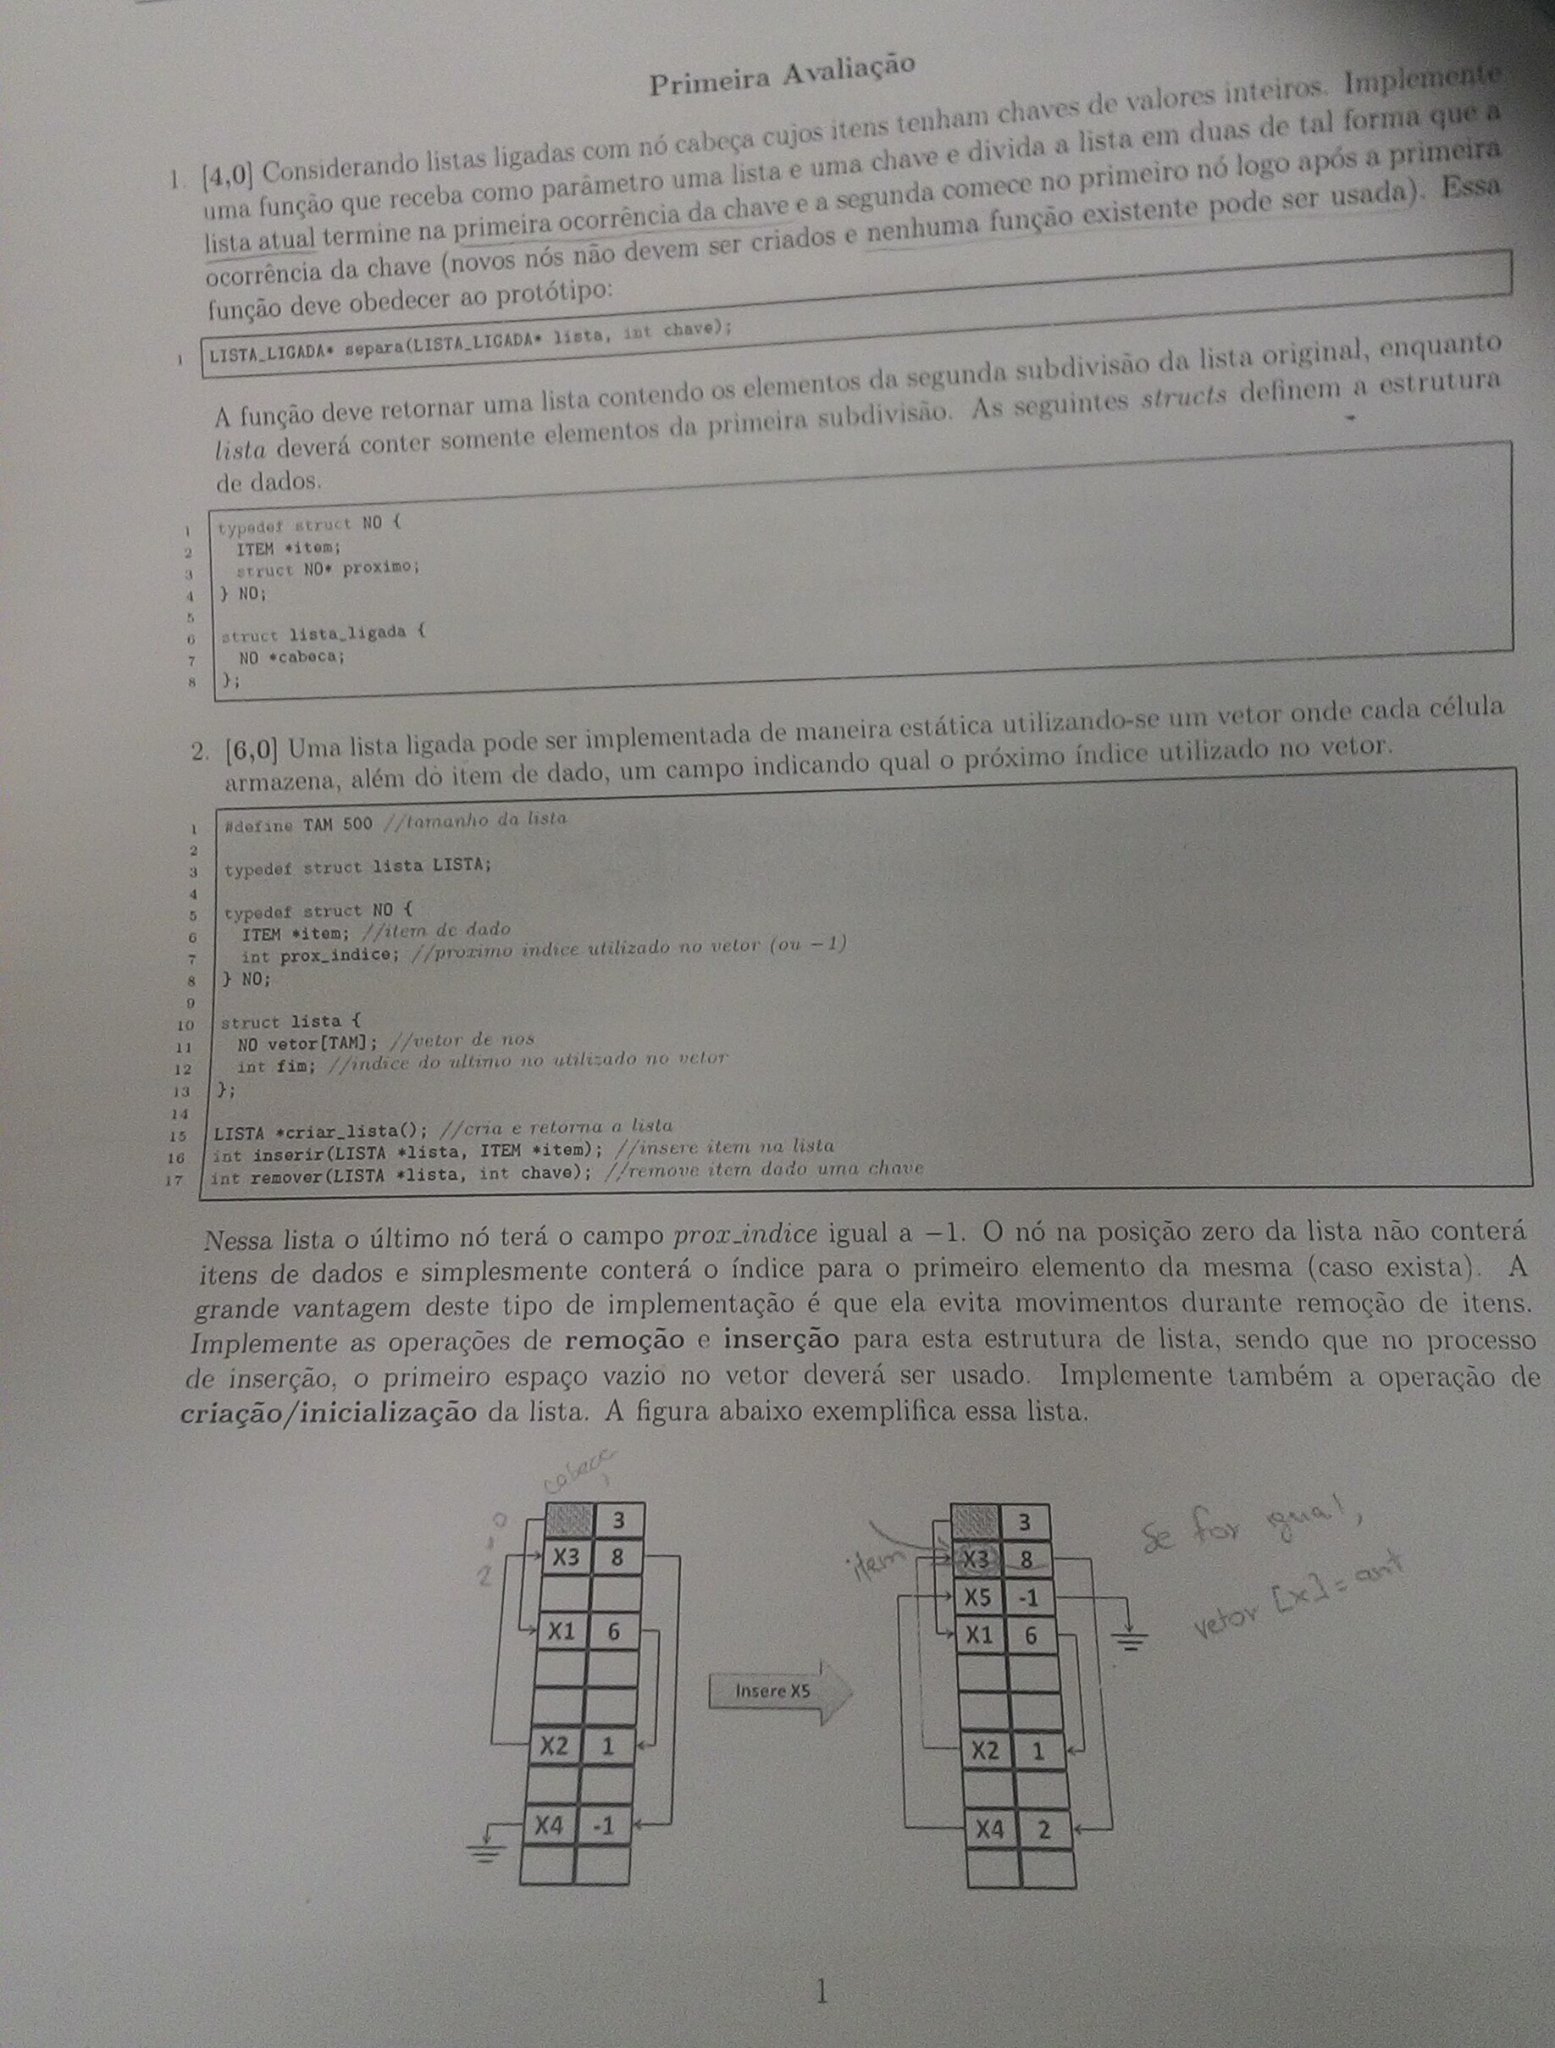 Primeira Avaliação
1. [4,0] Considerando listas ligadas com nó cabeça cujos itens tenham chaves de valores inteiros. Implemente
uma função que receba como parâmetro uma lista e uma chave e divida a lista em duas de tal forma que a
lista atual termine na primeira ocorrência da chave e a segunda comece no primeiro nó logo após a primeira
ocorrência da chave (novos nós não devem ser criados e nenhuma função existente pode ser usada). Essa
função deve obedecer ao protótipo:
1 LISTA_LIGADA* separa(LISTA_LIGADA* lista, int chave);
A função deve retornar uma lista contendo os elementos da segunda subdivisão da lista original, enquanto
lista deverá conter somente elementos da primeira subdivisão. As seguintes structs definem a estrutura
de dados.
1 typedef struct NO {
2 ITEM *item;
3 struct NO* proximo;
4 } NO;
5
6 struct lista_ligada {
7 NO *cabeca;
8 };
2. [6,0] Uma lista ligada pode ser implementada de maneira estática utilizando-se um vetor onde cada célula
armazena, além do item de dado, um campo indicando qual o próximo índice utilizado no vetor.
1 #define TAM 500 //tamanho da lista
2
3 typedef struct lista LISTA;
4
5 typedef struct NO {
6 ITEM *item; //item de dado
7 int prox_indice; //proximo indice utilizado no vetor (ou −1)
8 } NO;
9
10 struct lista {
11 NO vetor[TAM]; //vetor de nos
12 int fim; //indice do ultimo no utilizado no vetor
13 };
14
15 LISTA *criar_lista(); //cria e retorna a lista
16 int inserir(LISTA *lista, ITEM *item); //insere item na lista
17 int remover(LISTA *lista, int chave); //remove item dado uma chave
Nessa lista o último nó terá o campo prox_indice igual a −1. O nó na posição zero da lista não conterá
itens de dados e simplesmente conterá o índice para o primeiro elemento da mesma (caso exista). A
grande vantagem deste tipo de implementação é que ela evita movimentos durante remoção de itens.
Implemente as operações de remoção e inserção para esta estrutura de lista, sendo que no processo
de inserção, o primeiro espaço vazio no vetor deverá ser usado. Implemente também a operação de
criação/inicialização da lista. A figura abaixo exemplifica essa lista.
cabeça
0
1
2
3
X3 8
X1 6
X2 1
X4 -1
Insere X5
item
3
X3 8
X5 -1
X1 6
X2 1
X4 2
Se for igual,
vetor [x] = ant
1